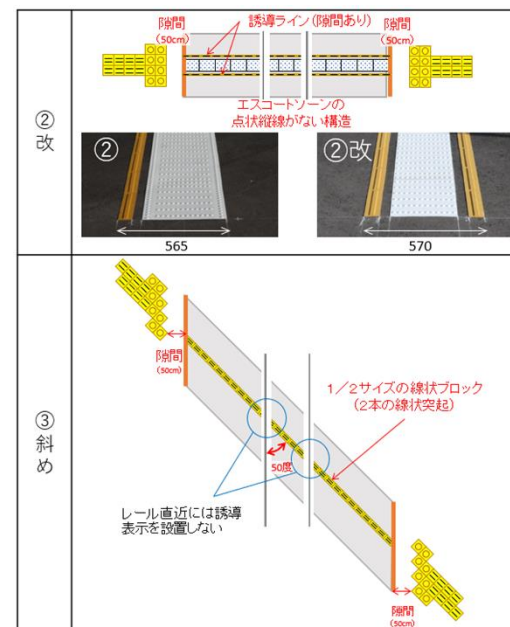 ②
改
隙間
(50cm)
誘導ライン(隙間あり)
隙間
(50cm)
エスコートゾーンの
点状縦線がない構造
②
565
②改
570
③
斜
め
隙間
(50cm)
1/2サイズの線状ブロック
(2本の線状突起)
50度
レール直近には誘導
表示を設置しない
隙間
(50cm)